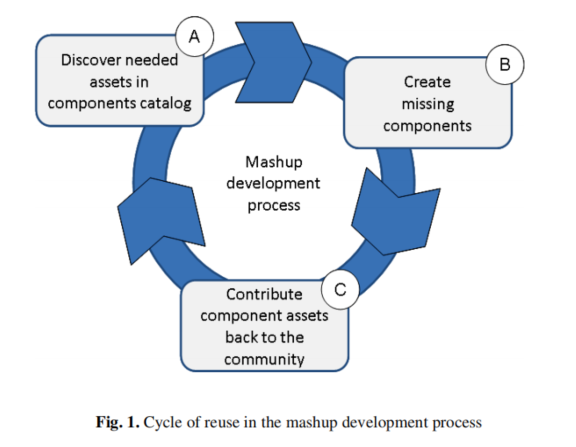 A
Discover needed
assets in
components catalog
B
Create
missing
components
Mashup
development
process
C
Contribute
component assets
back to the
community
Fig. 1. Cycle of reuse in the mashup development process